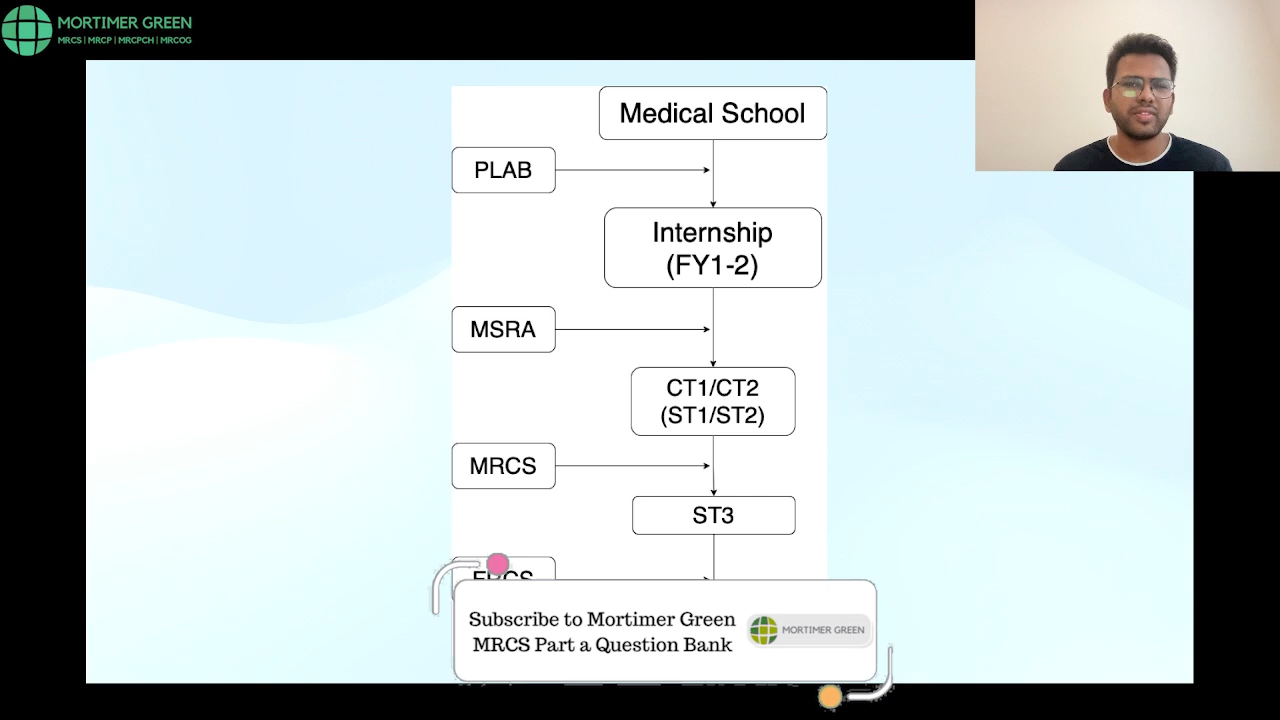 MORTIMER GREEN
MRCS | MRCP | MRCPCH | MRCOG
Medical School
PLAB
Internship
(FY1-2)
MSRA
CT1/CT2
(ST1/ST2)
MRCS
ST3
FRCS
Subscribe to Mortimer Green
MRCS Part a Question Bank
MORTIMER GREEN